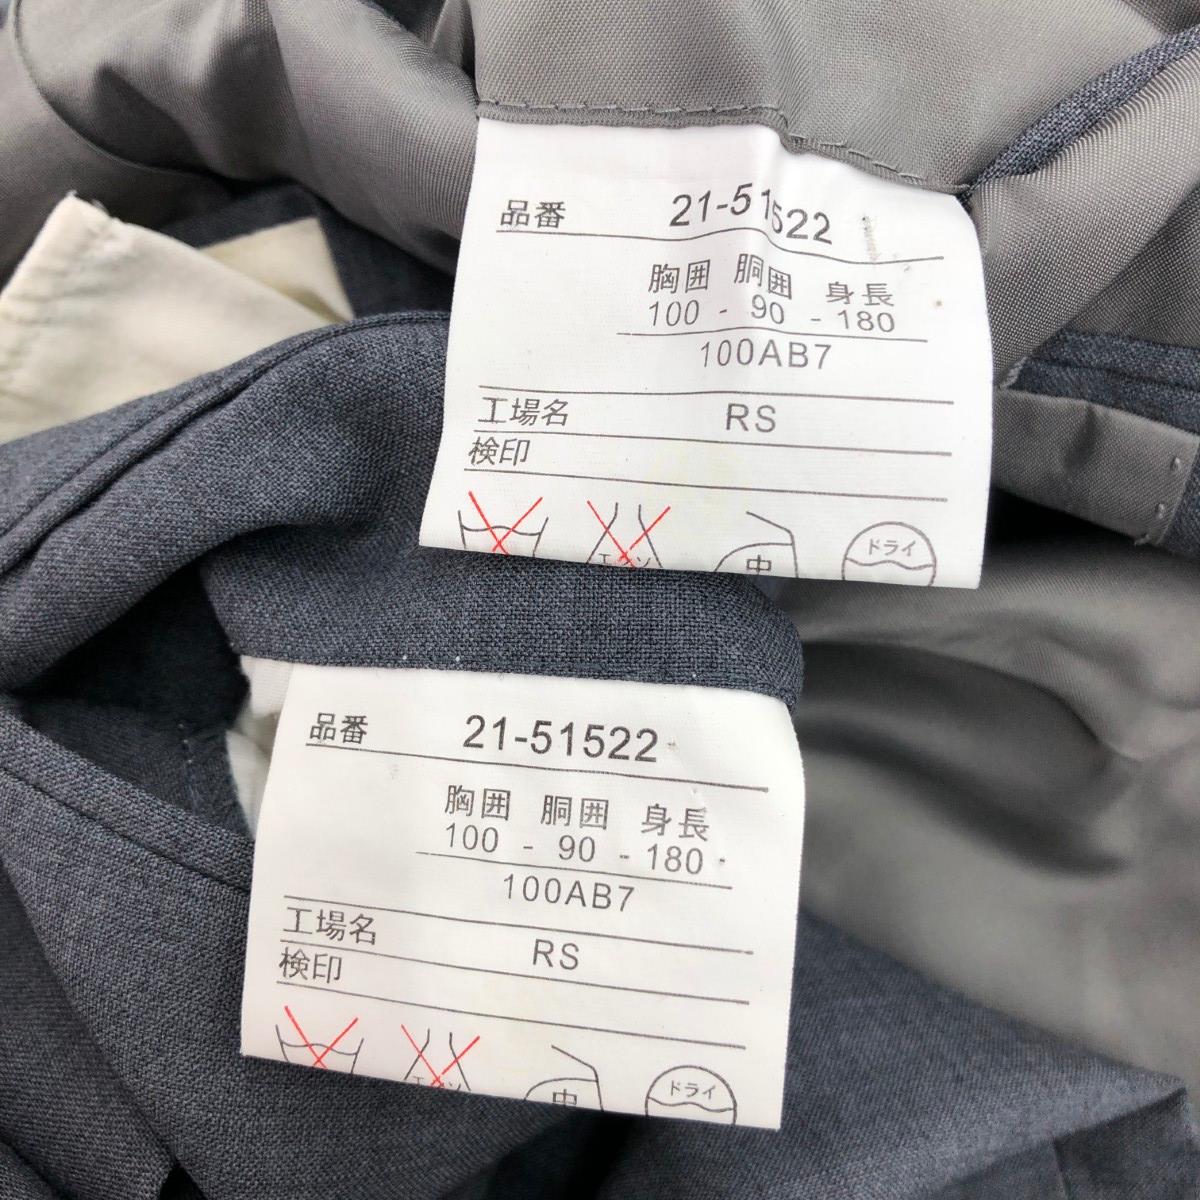 品番 21-51522
胸囲 胴囲 身長
100 - 90 - 180
100AB7
工場名 RS
検印
中 ドライ
品番 21-51522
胸囲 胴囲 身長
100 - 90 - 180
100AB7
工場名 RS
検印
中 ドライ